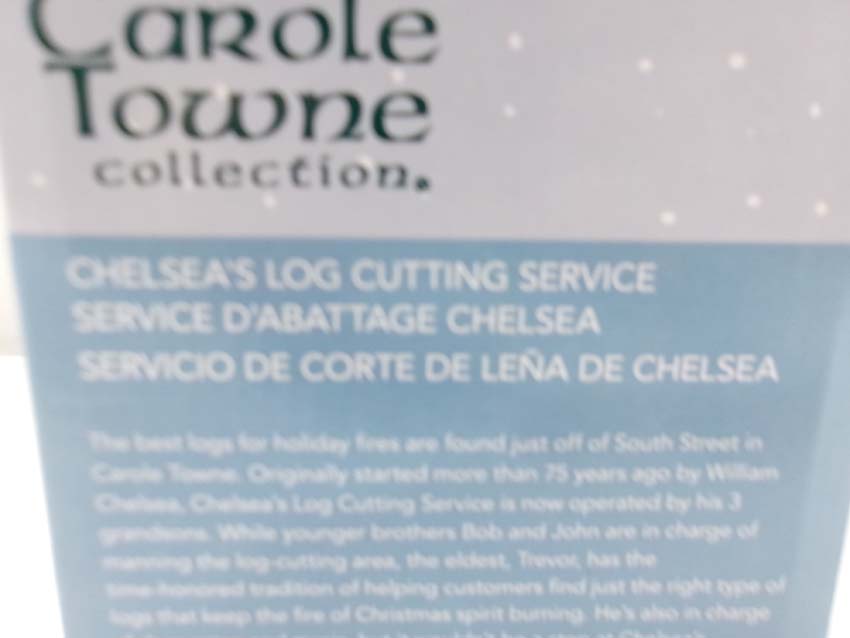 Carole
Towne
collection.
CHELSEA'S LOG CUTTING SERVICE
SERVICE D'ABATTAGE CHELSEA
SERVICIO DE CORTE DE LEÑA DE CHELSEA
The best logs for holiday fires are found just off of South Street in
Carole Towne. Originally started more than 75 years ago by William
Chelsea, Chelsea's Log Cutting Service is now operated by his 3
grandsons. While younger brothers Bob and John are in charge of
manning the log-cutting area, the eldest, Trevor, has the
time-honored tradition of helping customers find just the right type of
logs that keep the fire of Christmas spirit burning. He's also in charge